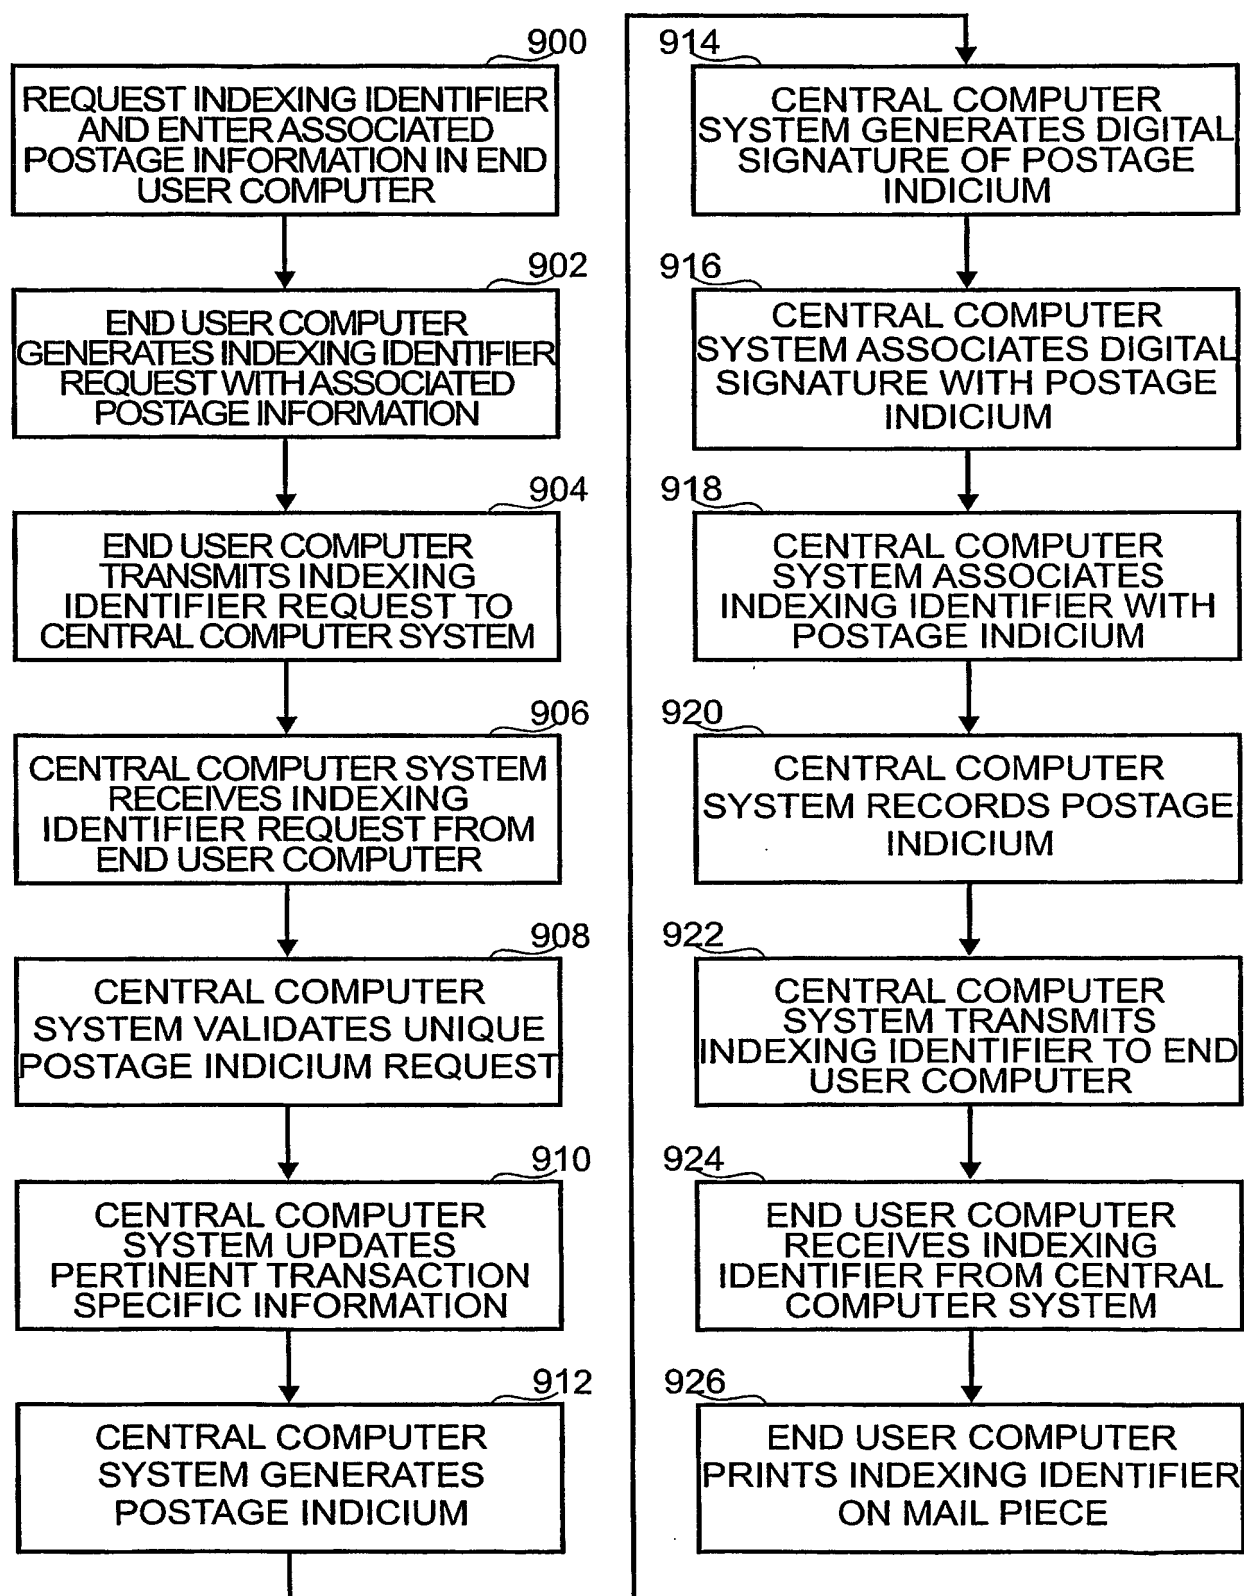 900
REQUEST INDEXING IDENTIFIER
AND ENTER ASSOCIATED
POSTAGE INFORMATION IN END
USER COMPUTER
902
END USER COMPUTER
GENERATES INDEXING IDENTIFIER
REQUEST WITH ASSOCIATED
POSTAGE INFORMATION
904
END USER COMPUTER
TRANSMITS INDEXING
IDENTIFIER REQUEST TO
CENTRAL COMPUTER SYSTEM
906
CENTRAL COMPUTER SYSTEM
RECEIVES INDEXING
IDENTIFIER REQUEST FROM
END USER COMPUTER
908
CENTRAL COMPUTER
SYSTEM VALIDATES UNIQUE
POSTAGE INDICIUM REQUEST
910
CENTRAL COMPUTER
SYSTEM UPDATES
PERTINENT TRANSACTION
SPECIFIC INFORMATION
912
CENTRAL COMPUTER
SYSTEM GENERATES
POSTAGE INDICIUM
914
CENTRAL COMPUTER
SYSTEM GENERATES DIGITAL
SIGNATURE OF POSTAGE
INDICIUM
916
CENTRAL COMPUTER
SYSTEM ASSOCIATES DIGITAL
SIGNATURE WITH POSTAGE
INDICIUM
918
CENTRAL COMPUTER
SYSTEM ASSOCIATES
INDEXING IDENTIFIER WITH
POSTAGE INDICIUM
920
CENTRAL COMPUTER
SYSTEM RECORDS POSTAGE
INDICIUM
922
CENTRAL COMPUTER
SYSTEM TRANSMITS
INDEXING IDENTIFIER TO END
USER COMPUTER
924
END USER COMPUTER
RECEIVES INDEXING
IDENTIFIER FROM CENTRAL
COMPUTER SYSTEM
926
END USER COMPUTER
PRINTS INDEXING IDENTIFIER
ON MAIL PIECE